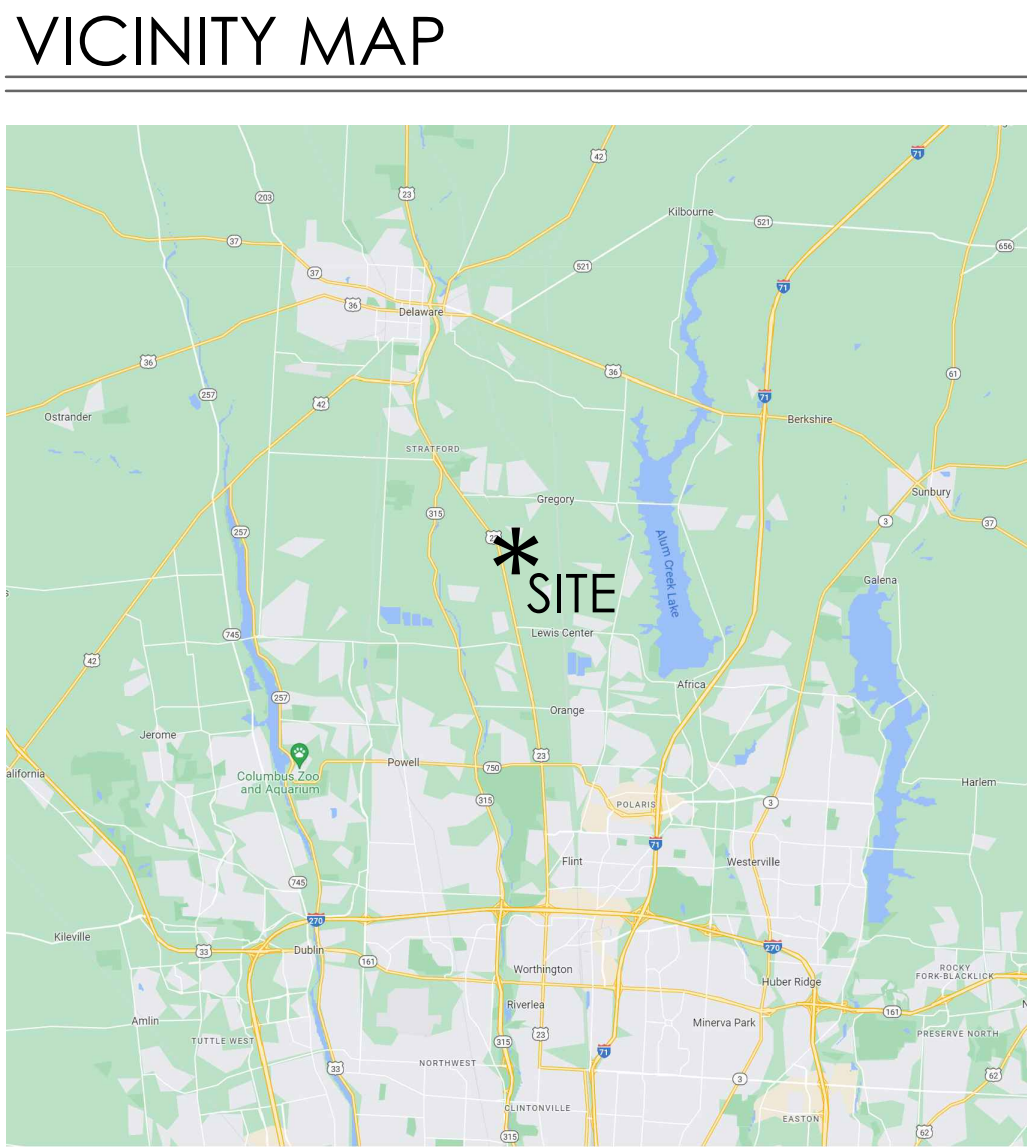 VICINITY MAP
42
71
203
23
Kilbourne
521
37
656
521
37
71
36
Delaware
36
36
61
257
71
42
Ostrander
Berkshire
STRATFORD
Sunbury
Gregory
315
3
37
257
23
Alum Creek Lake
*
SITE
Galena
745
Lewis Center
42
Africa
257
Orange
Jerome
23
Powell
750
alifornia
Columbus Zoo
and Aquarium
Harlem
315
POLARIS
3
71
Flint
Westerville
745
270
Kileville
33
Dublin
270
161
Worthington
ROCKY
FORK-BLACKLICK
Huber Ridge
Riverlea
N
161
Amlin
Minerva Park
TUTTLE WEST
23
PRESERVE NORTH
315
71
NORTHWEST
33
62
3
CLINTONVILLE
EASTON
62
315